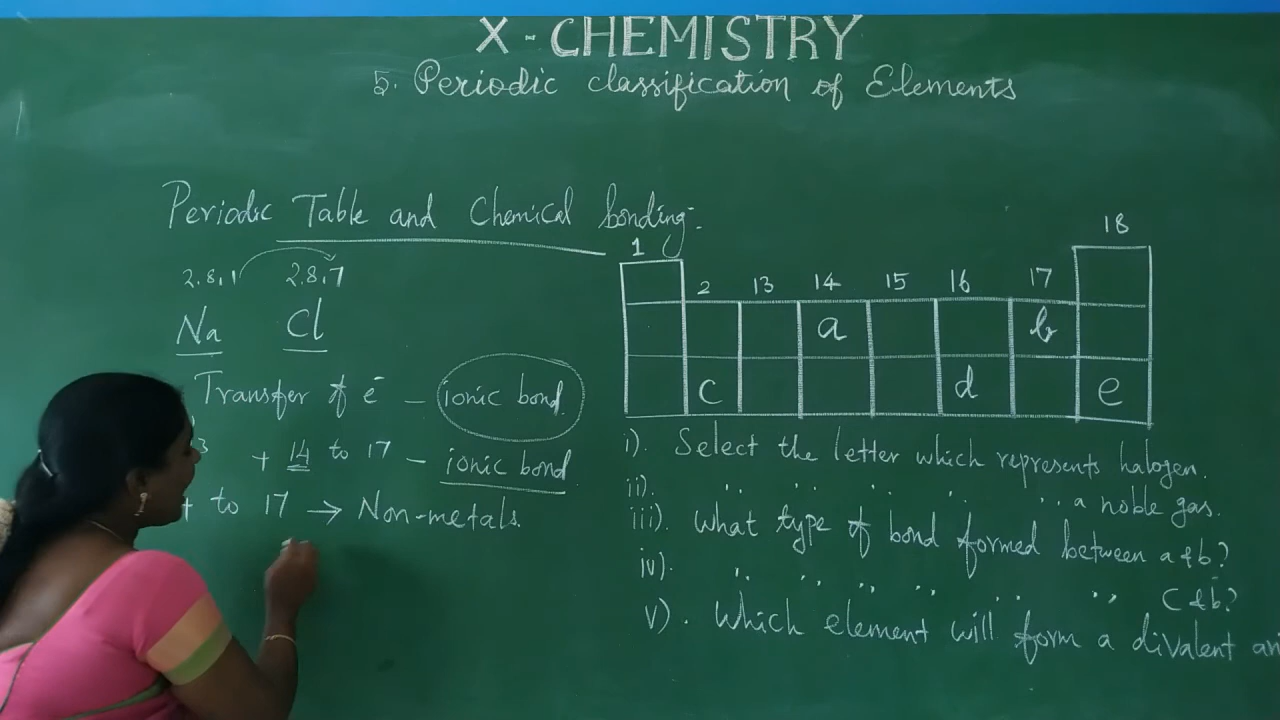 X - CHEMISTRY
5. Periodic classification of Elements
Periodic Table and Chemical bonding:
2,8,1 2,8,7
Na Cl
Transfer of e⁻ - ionic bond
3 + 14 to 17 - ionic bond
to 17 → Non-metals
18
1
2 13 14 15 16 17
a b
c d e
i). Select the letter which represents halogen.
ii). " " " " " a noble gas.
iii). What type of bond formed between a & b?
iv). " " " " " " C & b?
v). Which element will form a divalent an